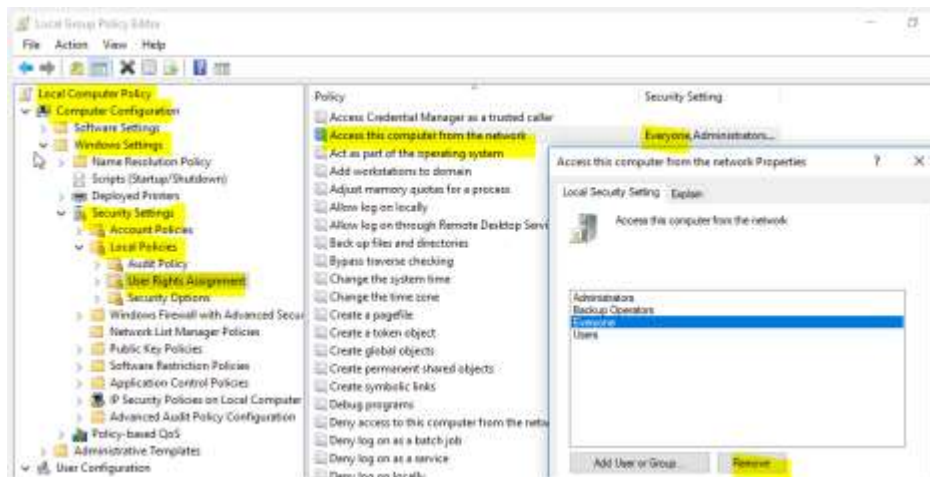 Local Group Policy Editor
File Action View Help
Local Computer Policy
Computer Configuration
Software Settings
Windows Settings
Name Resolution Policy
Scripts (Startup/Shutdown)
Deployed Printers
Security Settings
Account Policies
Local Policies
Audit Policy
User Rights Assignment
Security Options
Windows Firewall with Advanced Secu
Network List Manager Policies
Public Key Policies
Software Restriction Policies
Application Control Policies
IP Security Policies on Local Computer
Advanced Audit Policy Configuration
Policy-based QoS
Administrative Templates
User Configuration
Policy Security Setting
Access Credential Manager as a trusted caller
Access this computer from the network Everyone,Administrators...
Act as part of the operating system
Add workstations to domain
Adjust memory quotas for a process
Allow log on locally
Allow log on through Remote Desktop Servi
Back up files and directories
Bypass traverse checking
Change the system time
Change the time zone
Create a pagefile
Create a token object
Create global objects
Create permanent shared objects
Create symbolic links
Debug programs
Deny access to this computer from the netw
Deny log on as a batch job
Deny log on as a service
Deny log on locally
Access this computer from the network Properties ? ×
Local Security Setting Explain
Access this computer from the network
Administrators
Backup Operators
Everyone
Users
Add User or Group... Remove